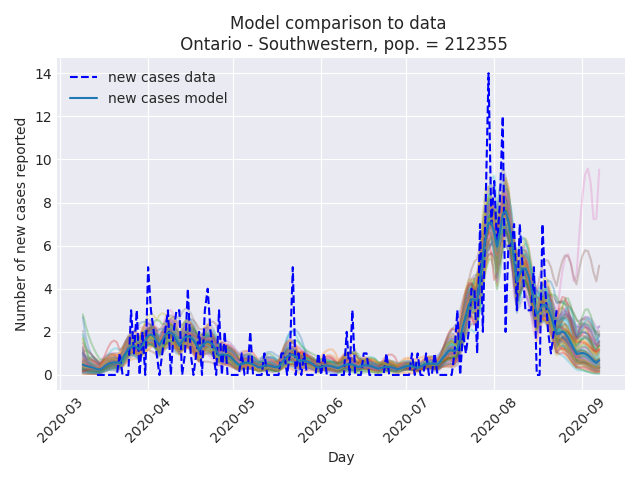 Model comparison to data
Ontario - Southwestern, pop. = 212355
new cases data
new cases model
Number of new cases reported
14
12
10
8
6
4
2
0
2020-03
2020-04
2020-05
2020-06
2020-07
2020-08
2020-09
Day